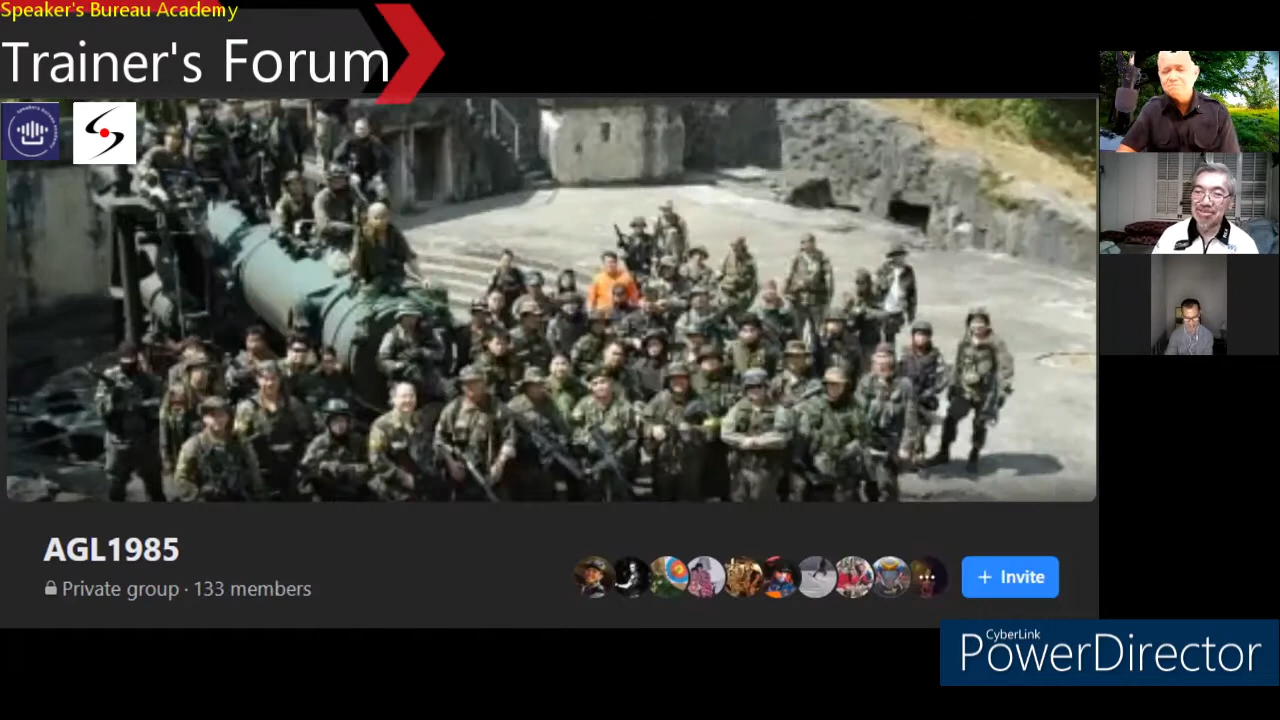 Speaker's Bureau Academy
Trainer's Forum
AGL1985
Private group · 133 members
+ Invite
CyberLink
PowerDirector